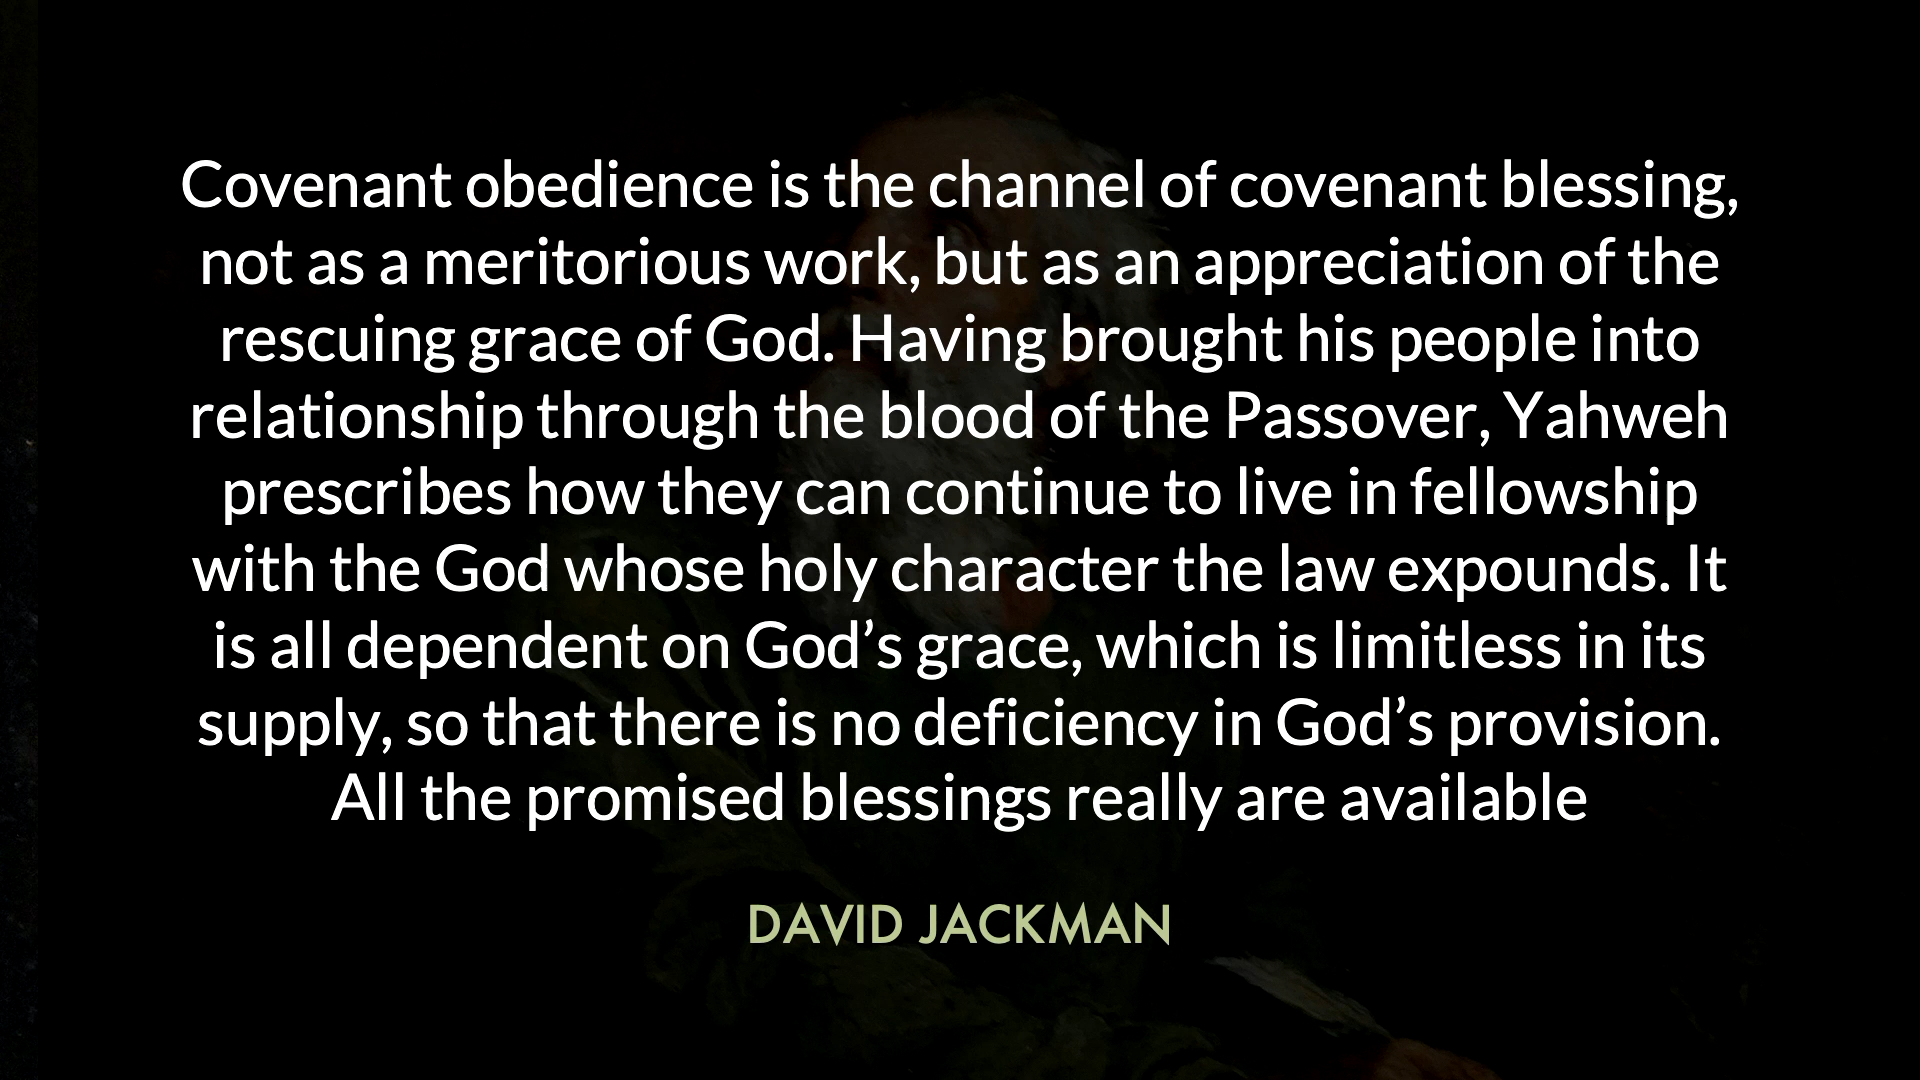 Covenant obedience is the channel of covenant blessing,
not as a meritorious work, but as an appreciation of the
rescuing grace of God. Having brought his people into
relationship through the blood of the Passover, Yahweh
prescribes how they can continue to live in fellowship
with the God whose holy character the law expounds. It
is all dependent on God’s grace, which is limitless in its
supply, so that there is no deficiency in God’s provision.
All the promised blessings really are available
DAVID JACKMAN